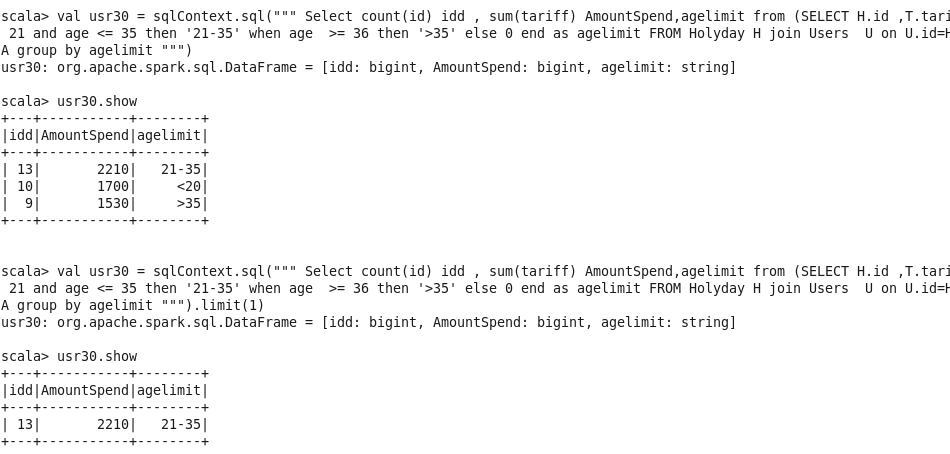 scala> val usr30 = sqlContext.sql(""" Select count(id) idd , sum(tariff) AmountSpend,agelimit from (SELECT H.id ,T.tari
 21 and age <= 35 then '21-35' when age  >= 36 then '>35' else 0 end as agelimit FROM Holyday H join Users  U on U.id=H
A group by agelimit """)
usr30: org.apache.spark.sql.DataFrame = [idd: bigint, AmountSpend: bigint, agelimit: string]
scala> usr30.show
+---+-----------+--------+
|idd|AmountSpend|agelimit|
+---+-----------+--------+
| 13|       2210|   21-35|
| 10|       1700|     <20|
|  9|       1530|     >35|
+---+-----------+--------+
scala> val usr30 = sqlContext.sql(""" Select count(id) idd , sum(tariff) AmountSpend,agelimit from (SELECT H.id ,T.tari
 21 and age <= 35 then '21-35' when age  >= 36 then '>35' else 0 end as agelimit FROM Holyday H join Users  U on U.id=H
A group by agelimit """).limit(1)
usr30: org.apache.spark.sql.DataFrame = [idd: bigint, AmountSpend: bigint, agelimit: string]
scala> usr30.show
+---+-----------+--------+
|idd|AmountSpend|agelimit|
+---+-----------+--------+
| 13|       2210|   21-35|
+---+-----------+--------+